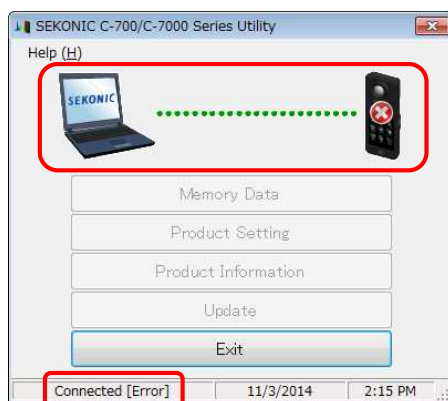 SEKONIC C-700/C-7000 Series Utility
Help (H)
SEKONIC
Memory Data
Product Setting
Product Information
Update
Exit
Connected [Error] 11/3/2014 2:15 PM